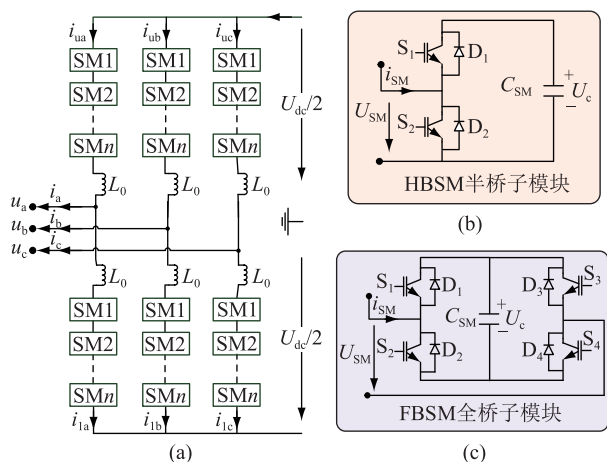 i_ua i_ub i_uc
SM1 SM1 SM1
SM2 SM2 SM2
SMn SMn SMn
U_dc/2
L_0 L_0 L_0
u_a i_a
u_b i_b
u_c i_c
L_0 L_0 L_0
SM1 SM1 SM1
SM2 SM2 SM2
U_dc/2
SMn SMn SMn
i_1a i_1b i_1c
(a)
S_1 D_1
i_SM
C_SM + U_c −
U_SM
S_2 D_2
HBSM半桥子模块
(b)
S_1 D_1 D_3 S_3
i_SM
C_SM + U_c −
U_SM
S_2 D_2 D_4 S_4
FBSM全桥子模块
(c)